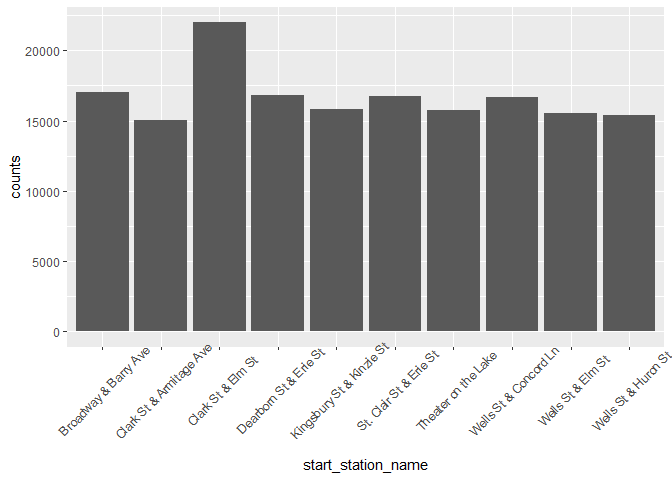 counts
20000
15000
10000
5000
0
Broadway & Barry Ave
Clark St & Armitage Ave
Clark St & Elm St
Dearborn St & Erie St
Kingsbury St & Kinzie St
St. Clair St & Erie St
Theater on the Lake
Wells St & Concord Ln
Wells St & Elm St
Wells St & Huron St
start_station_name